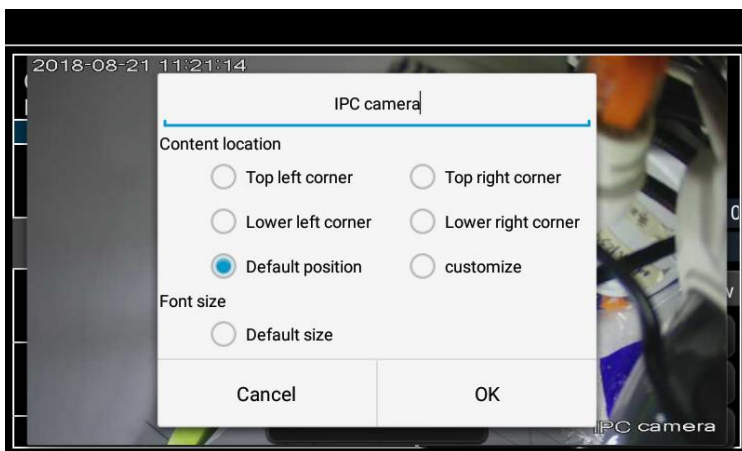 2018-08-21 11:21:14
IPC camera
Content location
Top left corner
Top right corner
Lower left corner
Lower right corner
Default position
customize
Font size
Default size
Cancel
OK
IPC camera